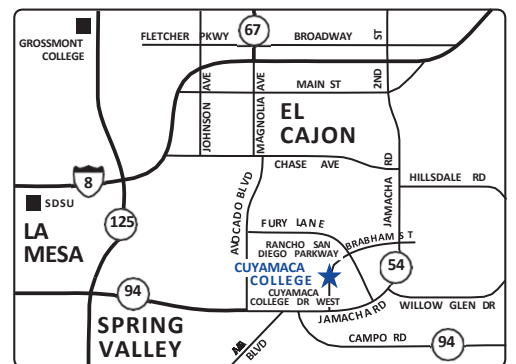 FLETCHER PKWY
67
BROADWAY
2ND ST
GROSSMONT
COLLEGE
JOHNSON AVE
MAGNOLIA AVE
MAIN ST
EL
CAJON
CHASE AVE
JAMACHA RD
HILLSDALE RD
8
SDSU
125
LA
MESA
AVOCADO BLVD
FURY LANE
RANCHO SAN
DIEGO PARKWAY
BRABHAM ST
CUYAMACA
COLLEGE
54
CUYAMACA
COLLEGE DR WEST
94
WILLOW GLEN DR
JAMACHA RD
SPRING
VALLEY
BLVD
CAMPO RD
94